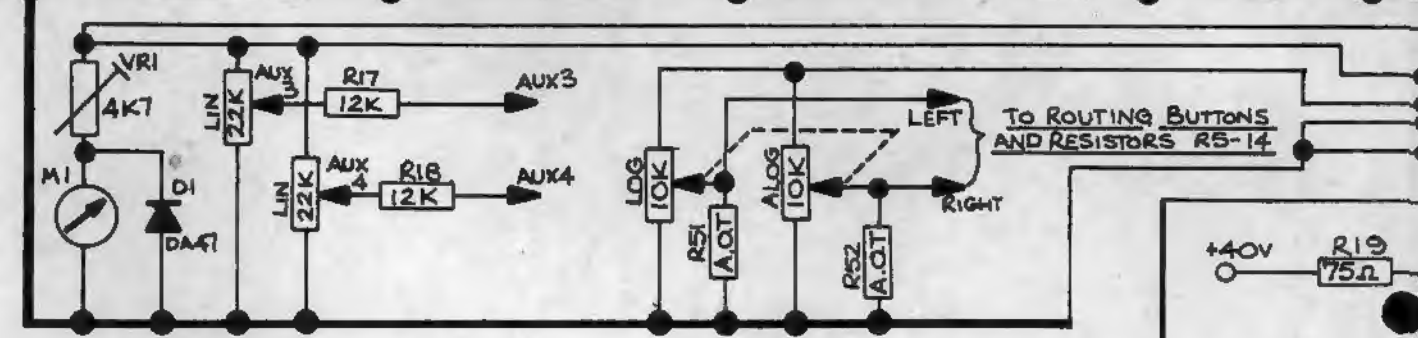 VR1
4K7
M1
D1
OA47
LIN
22K
AUX
3
R17
12K
AUX3
LIN
22K
AUX
4
R18
12K
AUX4
LOG
10K
R51
A.O.T
ALOG
10K
R52
A.O.T
LEFT
RIGHT
TO ROUTING BUTTONS
AND RESISTORS R5-14
+40V
R19
75Ω